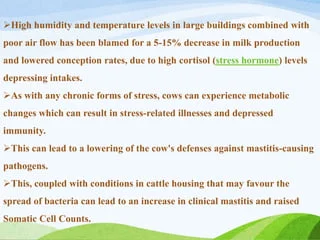 ➢High humidity and temperature levels in large buildings combined with
poor air flow has been blamed for a 5-15% decrease in milk production
and lowered conception rates, due to high cortisol (stress hormone) levels
depressing intakes.
➢As with any chronic forms of stress, cows can experience metabolic
changes which can result in stress-related illnesses and depressed
immunity.
➢This can lead to a lowering of the cow's defenses against mastitis-causing
pathogens.
➢This, coupled with conditions in cattle housing that may favour the
spread of bacteria can lead to an increase in clinical mastitis and raised
Somatic Cell Counts.